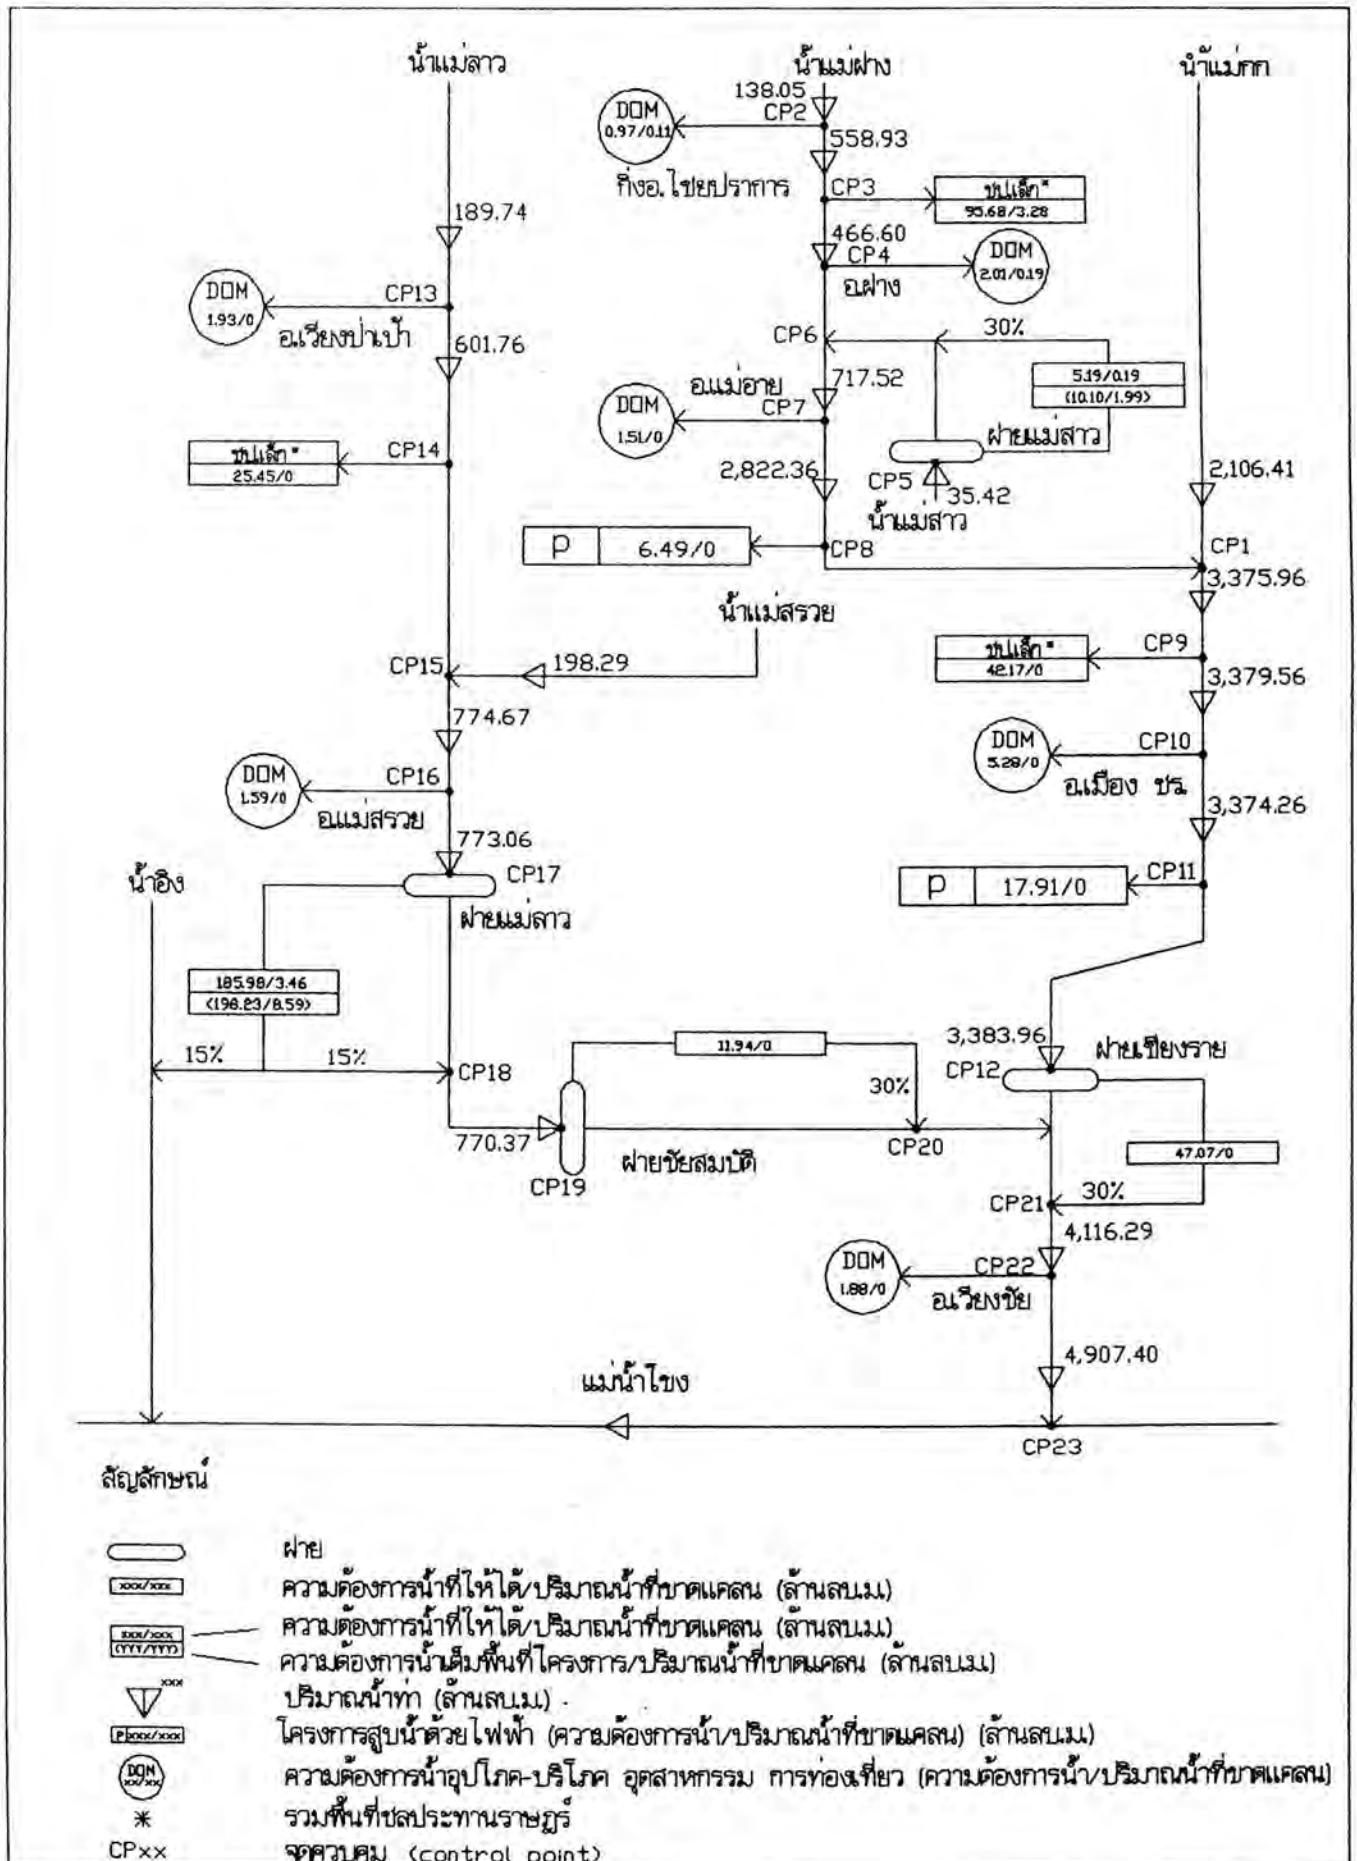 น้ำแม่ลาว
น้ำแม่ฝาง
น้ำแม่กก
138.05
CP2
DOM
0.97/0.11
558.93
กิ่งอ.ไชยปราการ
CP3
ชป.เล็ก*
95.68/3.28
189.74
466.60
CP4
DOM
2.01/0.19
อ.ฝาง
DOM
1.93/0
CP13
อ.เวียงป่าเป้า
601.76
CP6
30%
5.19/0.19
(10.10/1.99)
อ.แม่อาย
717.52
DOM
1.51/0
CP7
ฝายแม่สาว
ชป.เล็ก*
25.45/0
CP14
2,822.36
CP5
35.42
น้ำแม่สาว
2,106.41
P
6.49/0
CP8
CP1
3,375.96
น้ำแม่สรวย
CP15
198.29
ชป.เล็ก*
42.17/0
CP9
3,379.56
774.67
DOM
5.28/0
CP10
อ.เมือง ชร.
DOM
1.59/0
CP16
อ.แม่สรวย
3,374.26
773.06
น้ำอิง
CP17
ฝายแม่ลาว
P
17.91/0
CP11
185.98/3.46
(198.23/8.59)
15%
15%
CP18
11.94/0
30%
3,383.96
ฝายเชียงราย
CP12
770.37
CP19
ฝายชัยสมบัติ
CP20
47.07/0
CP21
30%
4,116.29
DOM
1.88/0
CP22
อ.เวียงชัย
4,907.40
แม่น้ำโขง
CP23
สัญลักษณ์
ฝาย
xxx/xxx
ความต้องการน้ำที่ให้ได้/ปริมาณน้ำที่ขาดแคลน (ล้านลบ.ม.)
xxx/xxx
ความต้องการน้ำที่ให้ได้/ปริมาณน้ำที่ขาดแคลน (ล้านลบ.ม.)
(YYY/YYY)
ความต้องการน้ำเต็มพื้นที่โครงการ/ปริมาณน้ำที่ขาดแคลน (ล้านลบ.ม.)
xxx
ปริมาณน้ำท่า (ล้านลบ.ม.)
P xxx/xxx
โครงการสูบน้ำด้วยไฟฟ้า (ความต้องการน้ำ/ปริมาณน้ำที่ขาดแคลน) (ล้านลบ.ม.)
DOM
xx/xx
ความต้องการน้ำอุปโภค-บริโภค อุตสาหกรรม การท่องเที่ยว (ความต้องการน้ำ/ปริมาณน้ำที่ขาดแคลน)
* รวมพื้นที่ชลประทานราษฎร์
CPxx จุดควบคุม (control point)